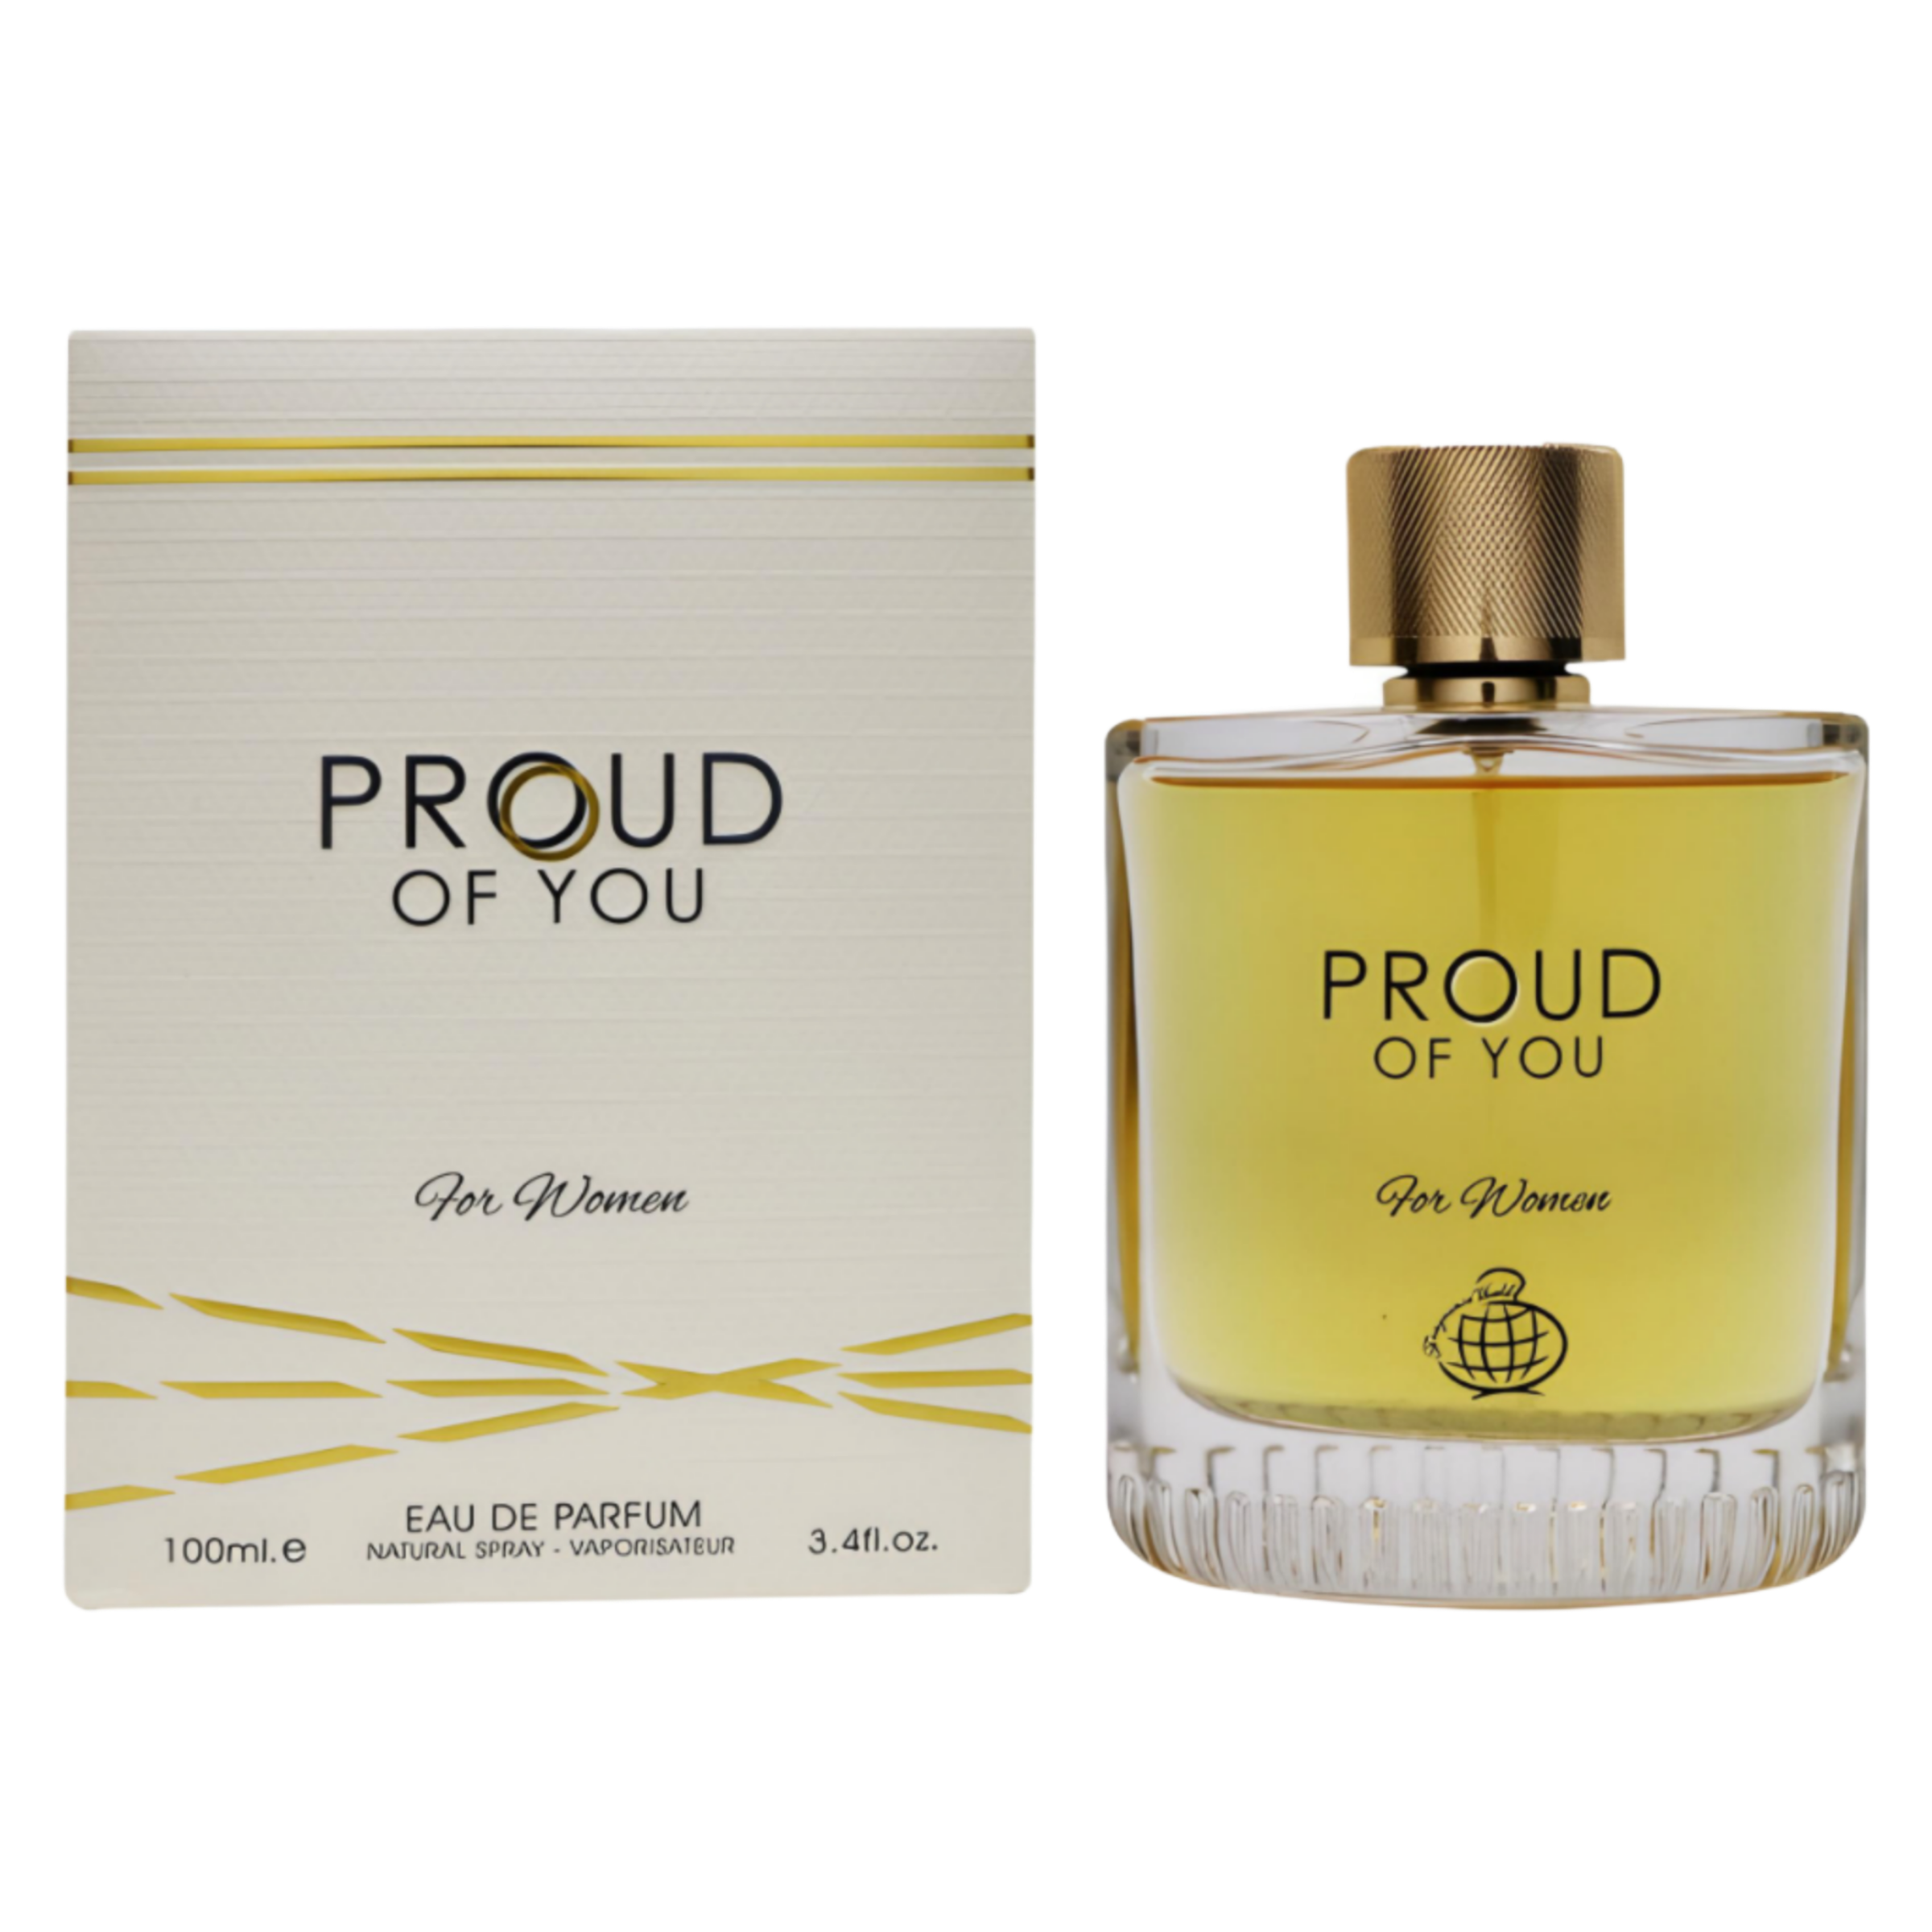 PROUD
OF YOU
For Women
EAU DE PARFUM
100ml.e
NATURAL SPRAY - VAPORISATEUR
3.4fl.oz.
PROUD
OF YOU
For Women